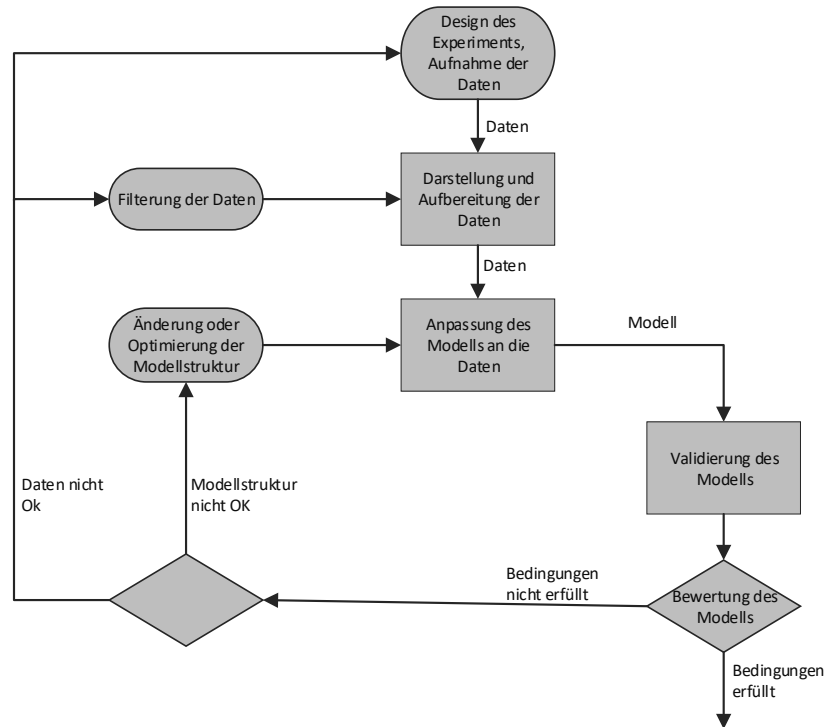 Design des
Experiments,
Aufnahme der
Daten
Daten
Filterung der Daten
Darstellung und
Aufbereitung der
Daten
Daten
Änderung oder
Optimierung der
Modellstruktur
Anpassung des
Modells an die
Daten
Modell
Validierung des
Modells
Daten nicht
Ok
Modellstruktur
nicht OK
Bedingungen
nicht erfüllt
Bewertung des
Modells
Bedingungen
erfüllt